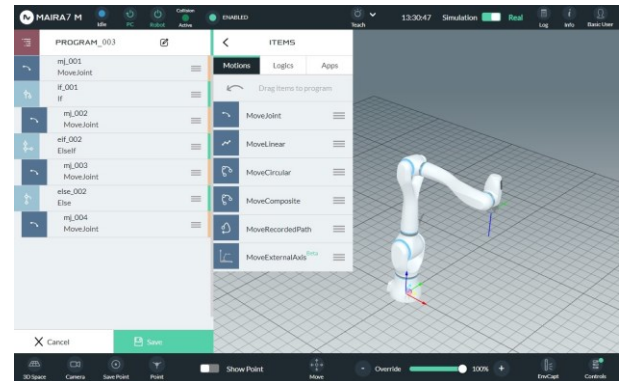 MAIRA7 M
Idle
PC
Robot
Collision
Active
ENABLED
Teach
13:30:47
Simulation
Real
Log
Info
Basic User
PROGRAM_003
ITEMS
Motions
Logics
Apps
Drag items to program
mj_001
MoveJoint
if_001
If
mj_002
MoveJoint
elf_002
ElseIf
mj_003
MoveJoint
else_002
Else
mj_004
MoveJoint
MoveJoint
MoveLinear
MoveCircular
MoveComposite
MoveRecordedPath
MoveExternalAxis Beta
Cancel
Save
3D Space
Camera
Save Point
Point
Show Point
Move
- Override 100% +
EnvCapt
Controls